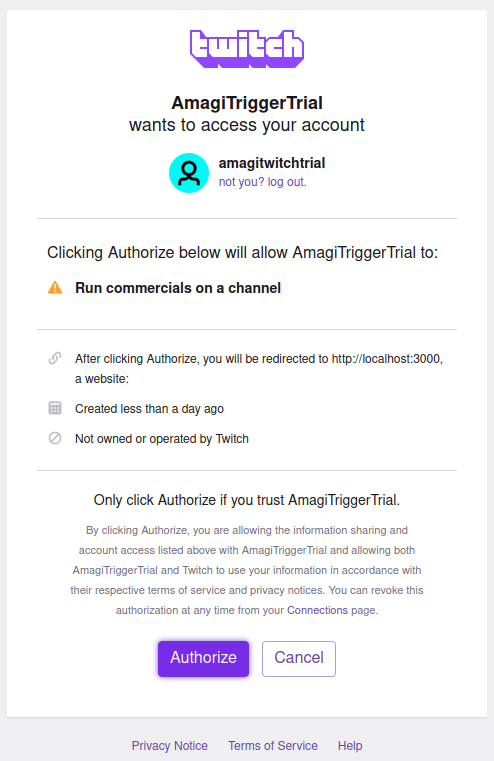 twitch
AmagiTriggerTrial
wants to access your account
amagitwitchtrial
not you? log out.
Clicking Authorize below will allow AmagiTriggerTrial to:
Run commercials on a channel
After clicking Authorize, you will be redirected to http://localhost:3000,
a website:
Created less than a day ago
Not owned or operated by Twitch
Only click Authorize if you trust AmagiTriggerTrial.
By clicking Authorize, you are allowing the information sharing and
account access listed above with AmagiTriggerTrial and allowing both
AmagiTriggerTrial and Twitch to use your information in accordance with
their respective terms of service and privacy notices. You can revoke this
authorization at any time from your Connections page.
Authorize Cancel
Privacy Notice Terms of Service Help